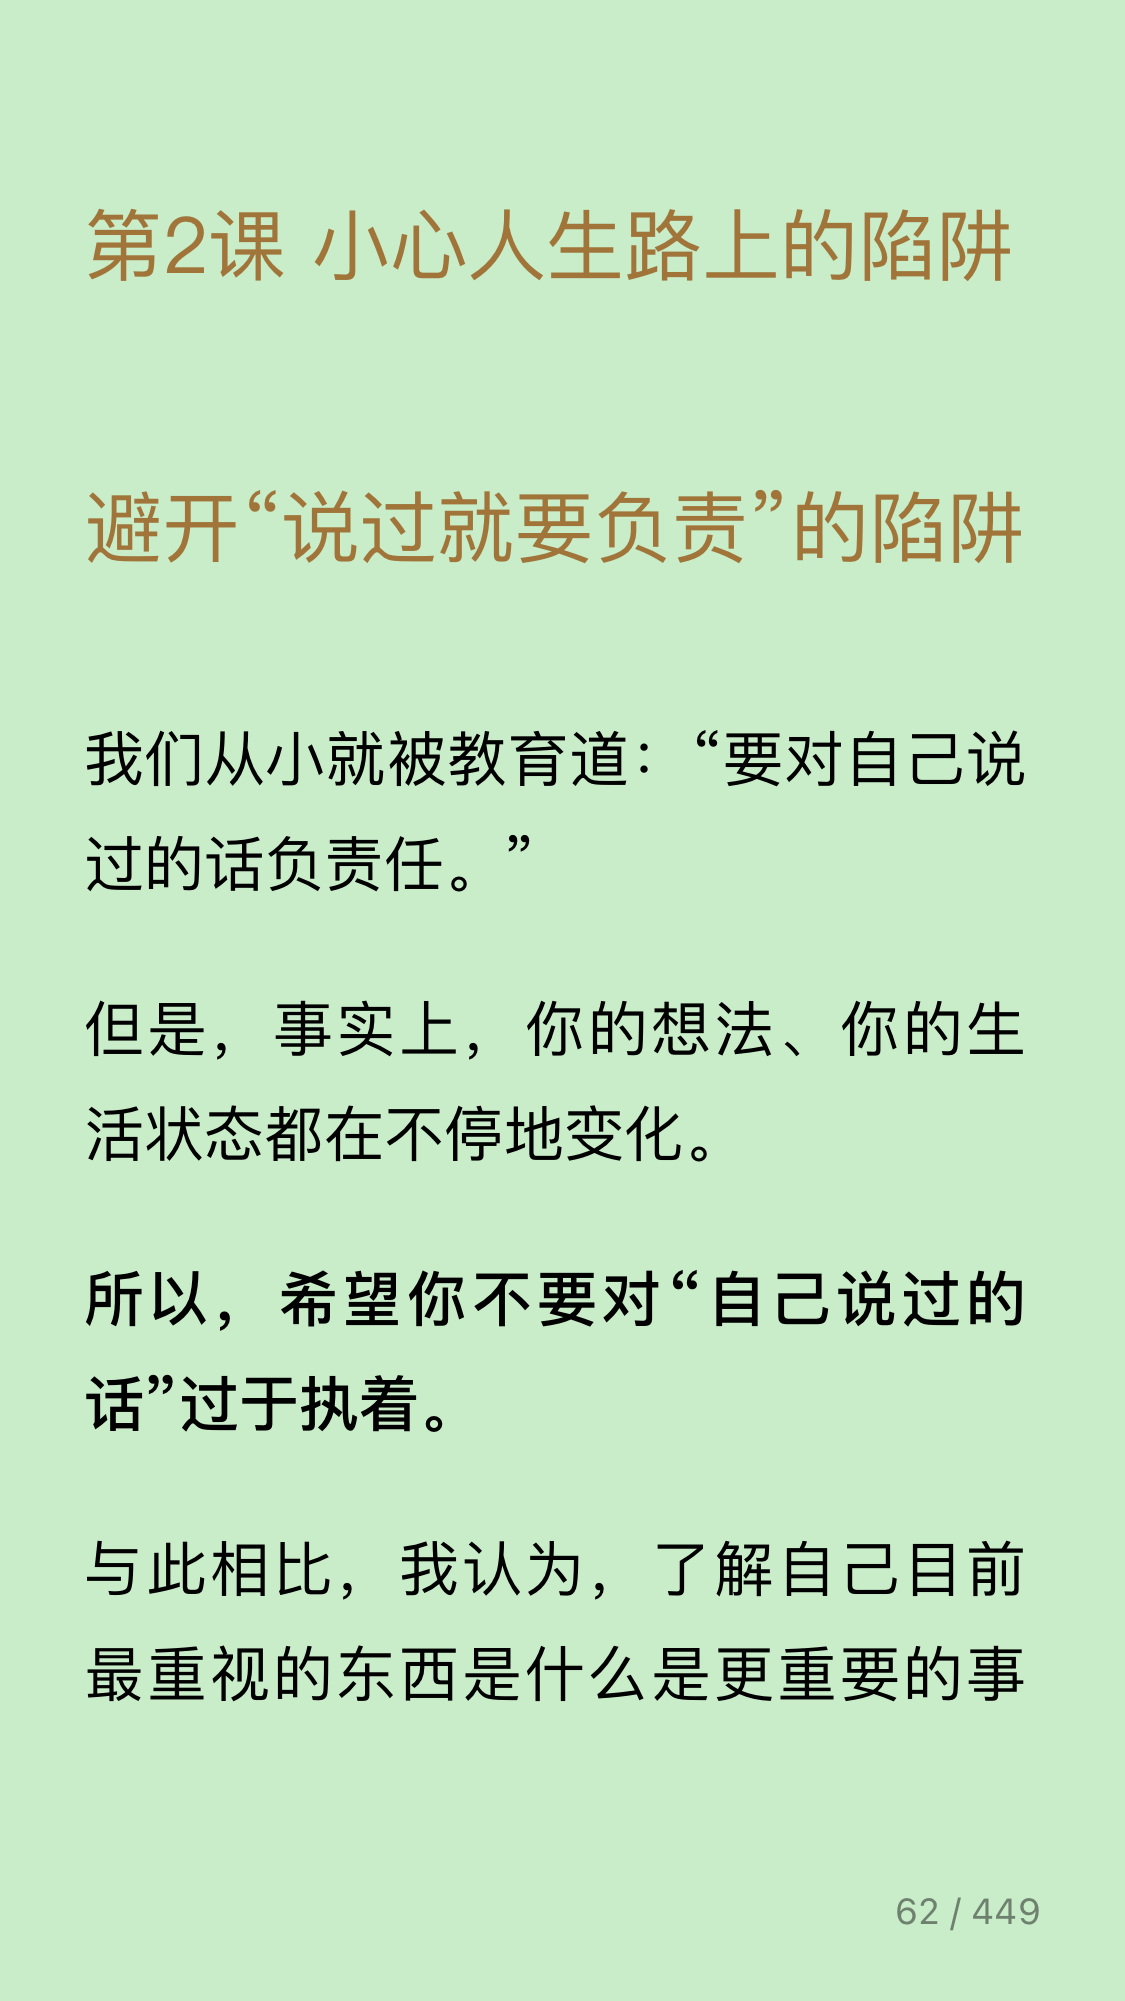 第2课 小心人生路上的陷阱
避开“说过就要负责”的陷阱
我们从小就被教育道：“要对自己说
过的话负责任。”
但是，事实上，你的想法、你的生
活状态都在不停地变化。
所以，希望你不要对“自己说过的
话”过于执着。
与此相比，我认为，了解自己目前
最重视的东西是什么是更重要的事
62 / 449